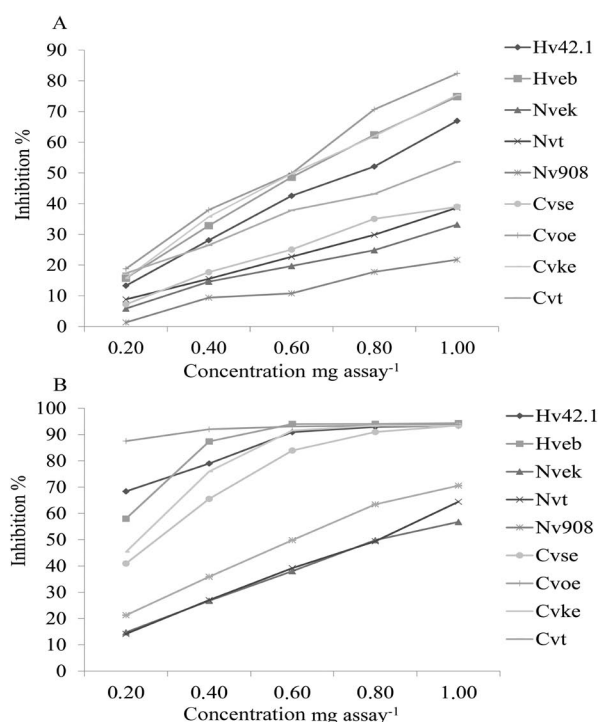 A
90
80
70
60
50
40
30
20
10
0
Inhibition %
0.20 0.40 0.60 0.80 1.00
Concentration mg assay-1
Hv42.1
Hveb
Nvek
Nvt
Nv908
Cvse
Cvoe
Cvke
Cvt
B
100
90
80
70
60
50
40
30
20
10
0
Inhibition %
0.20 0.40 0.60 0.80 1.00
Concentration mg assay-1
Hv42.1
Hveb
Nvek
Nvt
Nv908
Cvse
Cvoe
Cvke
Cvt